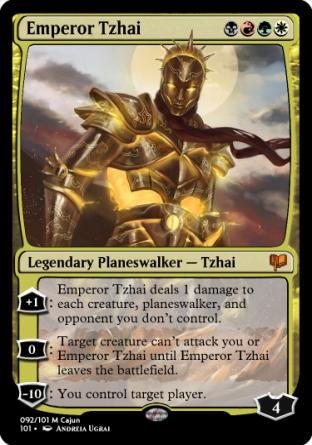 Emperor Tzhai
Legendary Planeswalker — Tzhai
+1: Emperor Tzhai deals 1 damage to
each creature, planeswalker, and
opponent you don't control.
0: Target creature can't attack you or
Emperor Tzhai until Emperor Tzhai
leaves the battlefield.
-10: You control target player.
4
092/101 M Cajun
101 • Andreia Ugrai